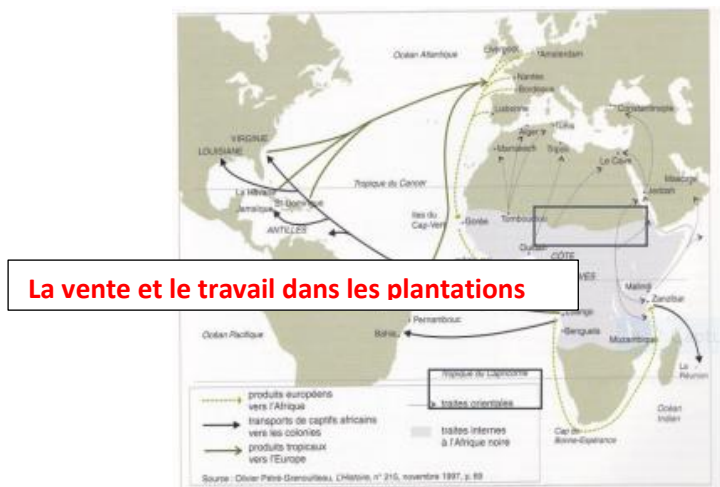 Océan Atlantique
Liverpool
Amsterdam
Nantes
Bordeaux
Lisbonne
Constantinople
Alger
Tunis
Marrakech
Tripoli
Le Caire
VIRGINIE
LOUISIANE
Mascate
Jeddah
Tropique du Cancer
La Havane
St-Domingue
Jamaïque
ANTILLES
Iles du
Cap-Vert
Gorée
Tombouctou
Ouidah
CÔTE
La vente et le travail dans les plantations
Malindi
Zanzibar
Pernambouc
Bahia
Benguela
Mozambique
Océan Pacifique
Tropique du Capricorne
La
Réunion
Océan
Indien
Cap de
Bonne-Espérance
produits européens
vers l'Afrique
transports de captifs africains
vers les colonies
produits tropicaux
vers l'Europe
traites orientales
traites internes
à l'Afrique noire
Source : Olivier Pétré-Grenouilleau, L'Histoire, n° 215, novembre 1997, p. 69